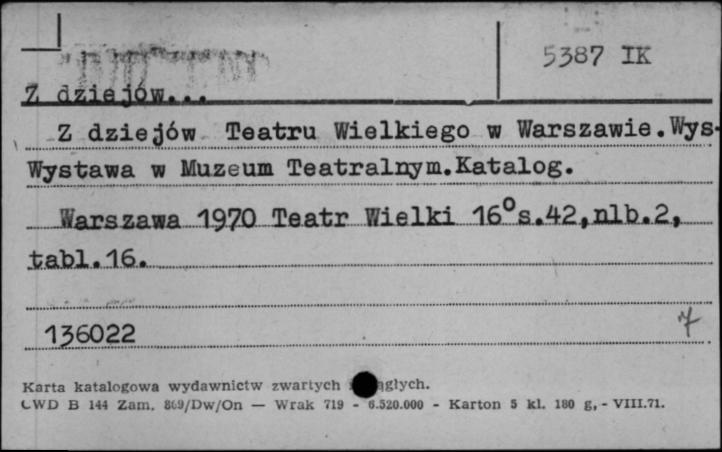 5387 IK
Z dziejów...
Z dziejów Teatru Wielkiego w Warszawie.Wys-
Wystawa w Muzeum Teatralnym.Katalog.
Warszawa 1970 Teatr Wielki 16° s.42,nlb.2,
tabl.16.
136022
Karta katalogowa wydawnictw zwartych
CWD B 144 Zam. 869/Dw/On — Wrak 719 - 6.520.000 - Karton 5 kl. 180 g, - VIII.71.